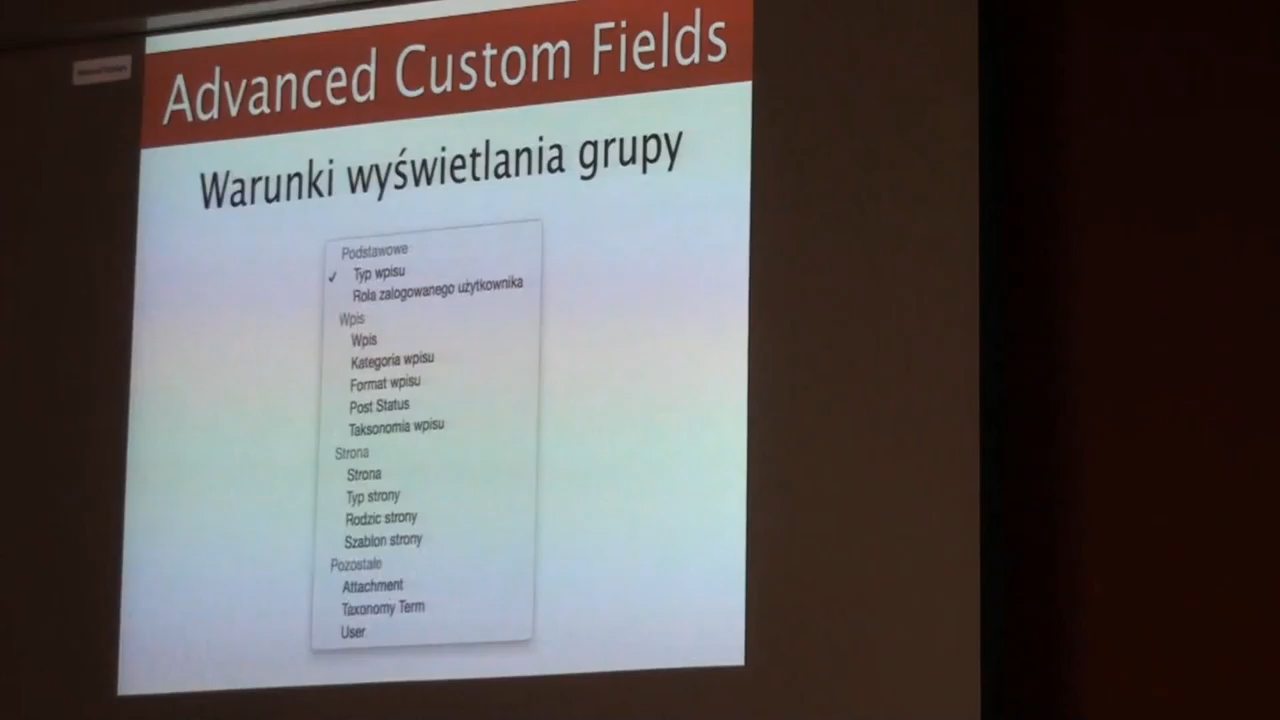 Advanced Custom Fields
Warunki wyświetlania grupy
Podstawowe
✓ Typ wpisu
Rola zalogowanego użytkownika
Wpis
Wpis
Kategoria wpisu
Format wpisu
Post Status
Taksonomia wpisu
Strona
Strona
Typ strony
Rodzic strony
Szablon strony
Pozostałe
Attachment
Taxonomy Term
User